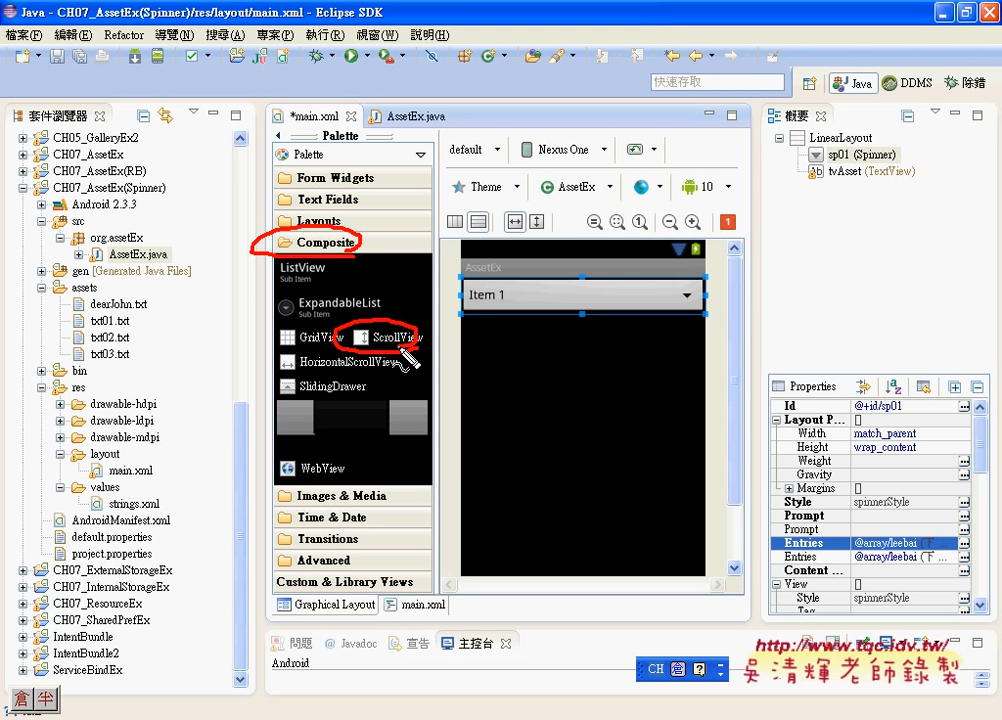 Java - CH07_AssetEx(Spinner)/res/layout/main.xml - Eclipse SDK
檔案(F) 編輯(E) Refactor 導覽(N) 搜尋(A) 專案(P) 執行(R) 視窗(W) 說明(H)
快速存取
Java
DDMS
除錯
套件瀏覽器
CH05_GalleryEx2
CH07_AssetEx
CH07_AssetEx(RB)
CH07_AssetEx(Spinner)
Android 2.3.3
src
org.assetEx
AssetEx.java
gen [Generated Java Files]
assets
dearJohn.txt
txt01.txt
txt02.txt
txt03.txt
bin
res
drawable-hdpi
drawable-ldpi
drawable-mdpi
layout
main.xml
values
strings.xml
AndroidManifest.xml
default.properties
project.properties
CH07_ExternalStorageEx
CH07_InternalStorageEx
CH07_ResourceEx
CH07_SharedPrefEx
IntentBundle
IntentBundle2
ServiceBindEx
倉 半
*main.xml
AssetEx.java
Palette
Palette
Form Widgets
Text Fields
Layouts
Composite
ListView
Sub Item
ExpandableList
Sub Item
GridView
ScrollView
HorizontalScrollView
SlidingDrawer
WebView
Images & Media
Time & Date
Transitions
Advanced
Custom & Library Views
Graphical Layout
main.xml
default
Nexus One
Theme
AssetEx
10
1
AssetEx
Item 1
問題
@ Javadoc
宣告
主控台
Android
CH 倉
概要
LinearLayout
sp01 (Spinner)
tvAsset (TextView)
Properties
Id @+id/sp01
Layout P... []
Width match_parent
Height wrap_content
Weight
Gravity
Margins []
Style spinnerStyle
Prompt
Prompt
Entries @array/leebai (下 ...
Entries @array/leebai (下 ...
Content ...
View []
Style spinnerStyle
Tag
http://www.tqc.idv.tw/
吳清輝老師錄製